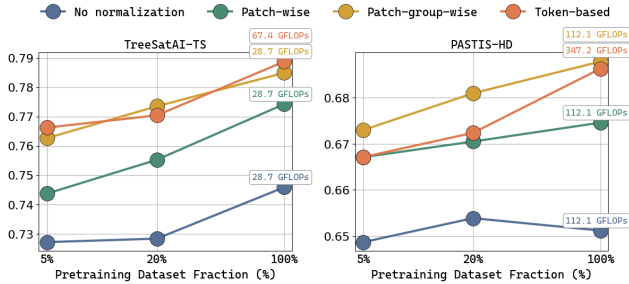 No normalization
Patch-wise
Patch-group-wise
Token-based
TreeSatAI-TS
0.79
0.78
0.77
0.76
0.75
0.74
0.73
67.4 GFLOPs
28.7 GFLOPs
28.7 GFLOPs
28.7 GFLOPs
5%
20%
100%
Pretraining Dataset Fraction (%)
PASTIS-HD
0.68
0.67
0.66
0.65
112.1 GFLOPs
347.2 GFLOPs
112.1 GFLOPs
112.1 GFLOPs
5%
20%
100%
Pretraining Dataset Fraction (%)